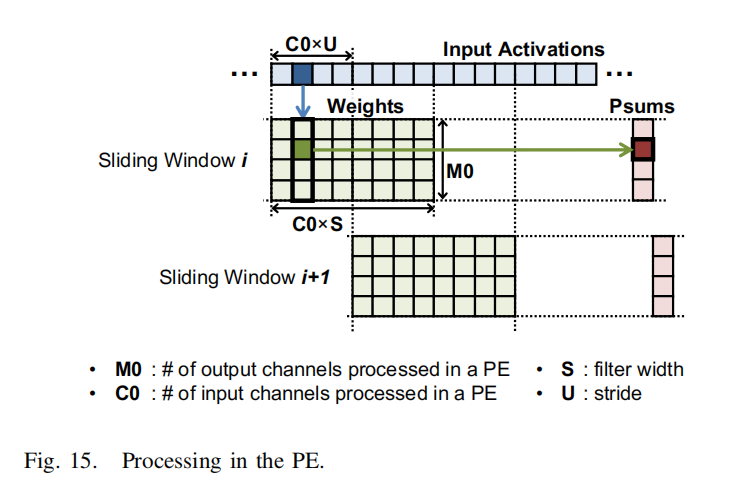 C0×U
Input Activations
... ...
Weights
Psums
Sliding Window i
M0
C0×S
Sliding Window i+1
• M0 : # of output channels processed in a PE
• C0 : # of input channels processed in a PE
• S : filter width
• U : stride
Fig. 15. Processing in the PE.